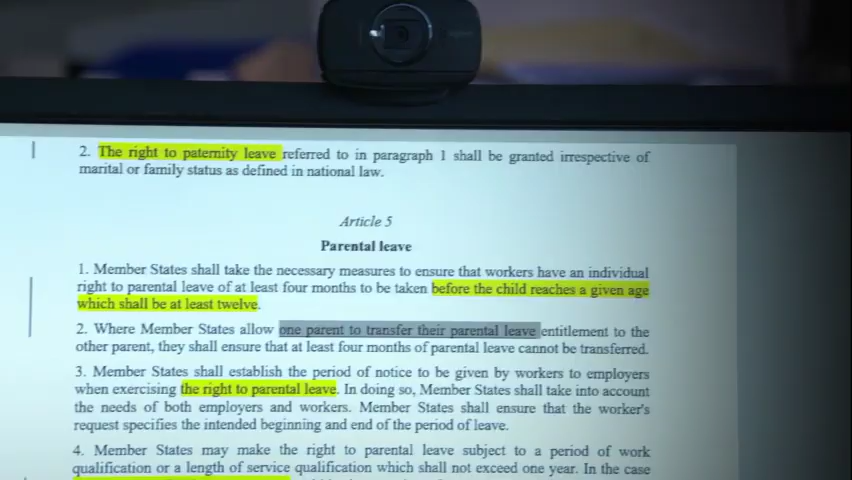 2. The right to paternity leave referred to in paragraph 1 shall be granted irrespective of
marital or family status as defined in national law.
Article 5
Parental leave
1. Member States shall take the necessary measures to ensure that workers have an individual
right to parental leave of at least four months to be taken before the child reaches a given age
which shall be at least twelve.
2. Where Member States allow one parent to transfer their parental leave entitlement to the
other parent, they shall ensure that at least four months of parental leave cannot be transferred.
3. Member States shall establish the period of notice to be given by workers to employers
when exercising the right to parental leave. In doing so, Member States shall take into account
the needs of both employers and workers. Member States shall ensure that the worker's
request specifies the intended beginning and end of the period of leave.
4. Member States may make the right to parental leave subject to a period of work
qualification or a length of service qualification which shall not exceed one year. In the case